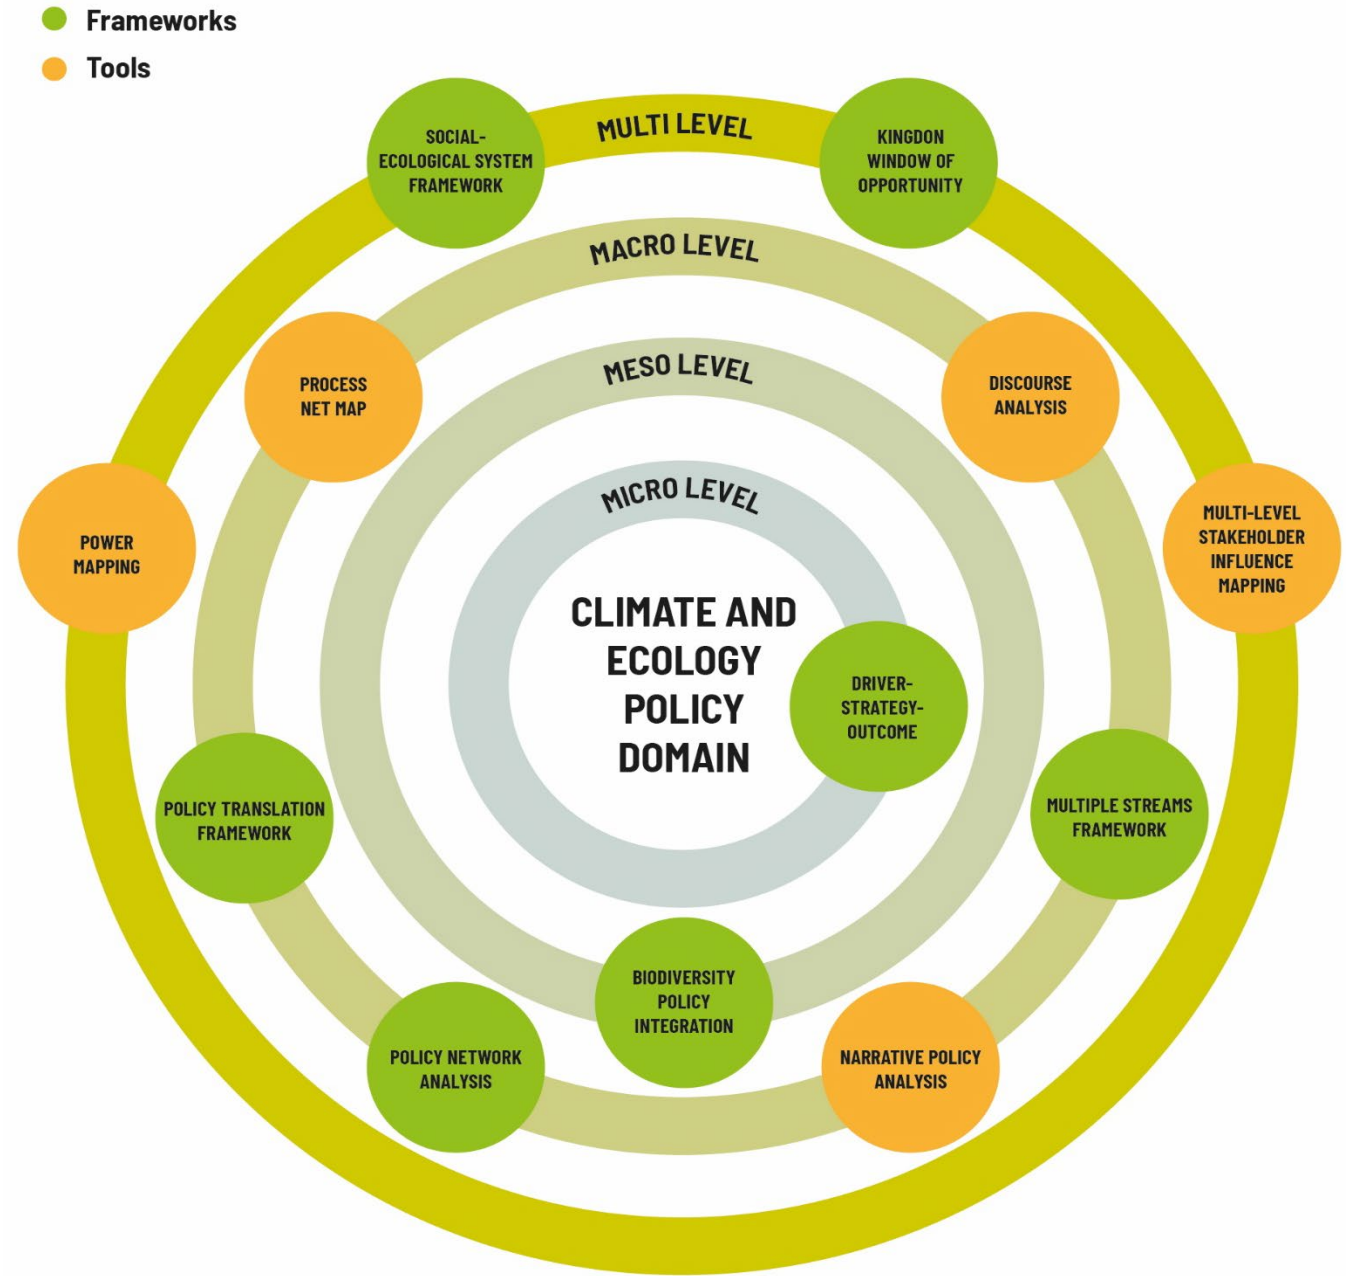 Frameworks
Tools
MULTI LEVEL
SOCIAL-
ECOLOGICAL SYSTEM
FRAMEWORK
KINGDON
WINDOW OF
OPPORTUNITY
MACRO LEVEL
PROCESS
NET MAP
DISCOURSE
ANALYSIS
MESO LEVEL
MICRO LEVEL
POWER
MAPPING
MULTI-LEVEL
STAKEHOLDER
INFLUENCE
MAPPING
CLIMATE AND
ECOLOGY
POLICY
DOMAIN
DRIVER-
STRATEGY-
OUTCOME
POLICY TRANSLATION
FRAMEWORK
MULTIPLE STREAMS
FRAMEWORK
BIODIVERSITY
POLICY
INTEGRATION
POLICY NETWORK
ANALYSIS
NARRATIVE POLICY
ANALYSIS